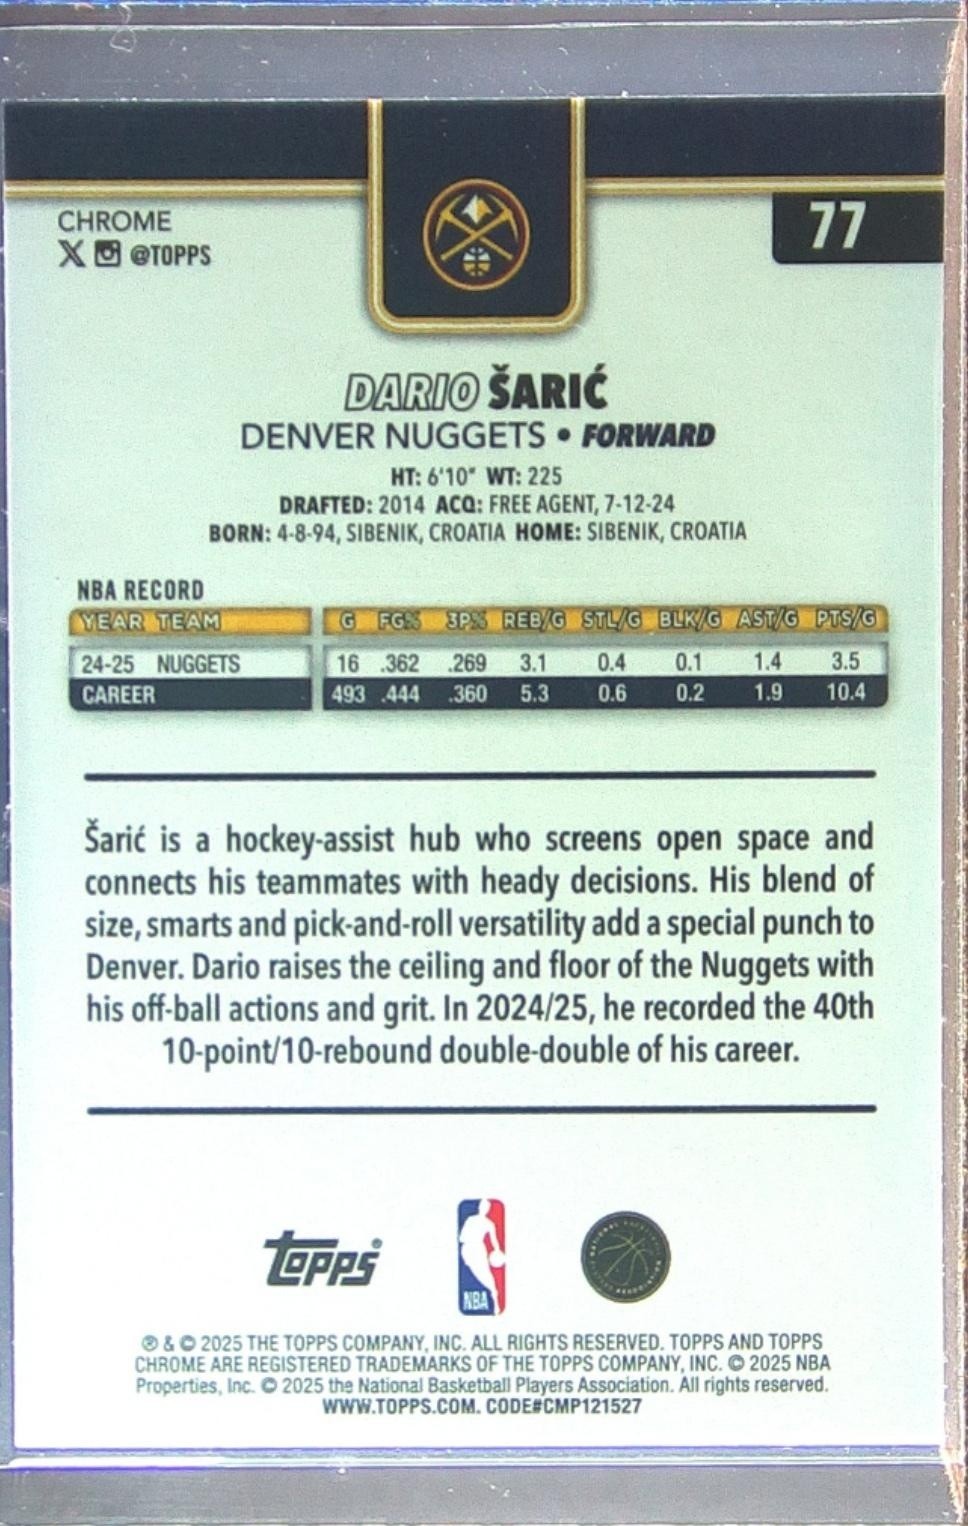 CHROME
77
@TOPPS
DARIO ŠARIĆ
DENVER NUGGETS • FORWARD
HT: 6'10" WT: 225
DRAFTED: 2014 ACQ: FREE AGENT, 7-12-24
BORN: 4-8-94, SIBENIK, CROATIA HOME: SIBENIK, CROATIA
NBA RECORD
YEAR TEAM G FG% 3P% REB/G STL/G BLK/G AST/G PTS/G
24-25 NUGGETS 16 .362 .269 3.1 0.4 0.1 1.4 3.5
CAREER 493 .444 .360 5.3 0.6 0.2 1.9 10.4
Šarić is a hockey-assist hub who screens open space and
connects his teammates with heady decisions. His blend of
size, smarts and pick-and-roll versatility add a special punch to
Denver. Dario raises the ceiling and floor of the Nuggets with
his off-ball actions and grit. In 2024/25, he recorded the 40th
10-point/10-rebound double-double of his career.
Topps
NBA
® & © 2025 THE TOPPS COMPANY, INC. ALL RIGHTS RESERVED. TOPPS AND TOPPS
CHROME ARE REGISTERED TRADEMARKS OF THE TOPPS COMPANY, INC. © 2025 NBA
Properties, Inc. © 2025 the National Basketball Players Association. All rights reserved.
WWW.TOPPS.COM. CODE#CMP121527